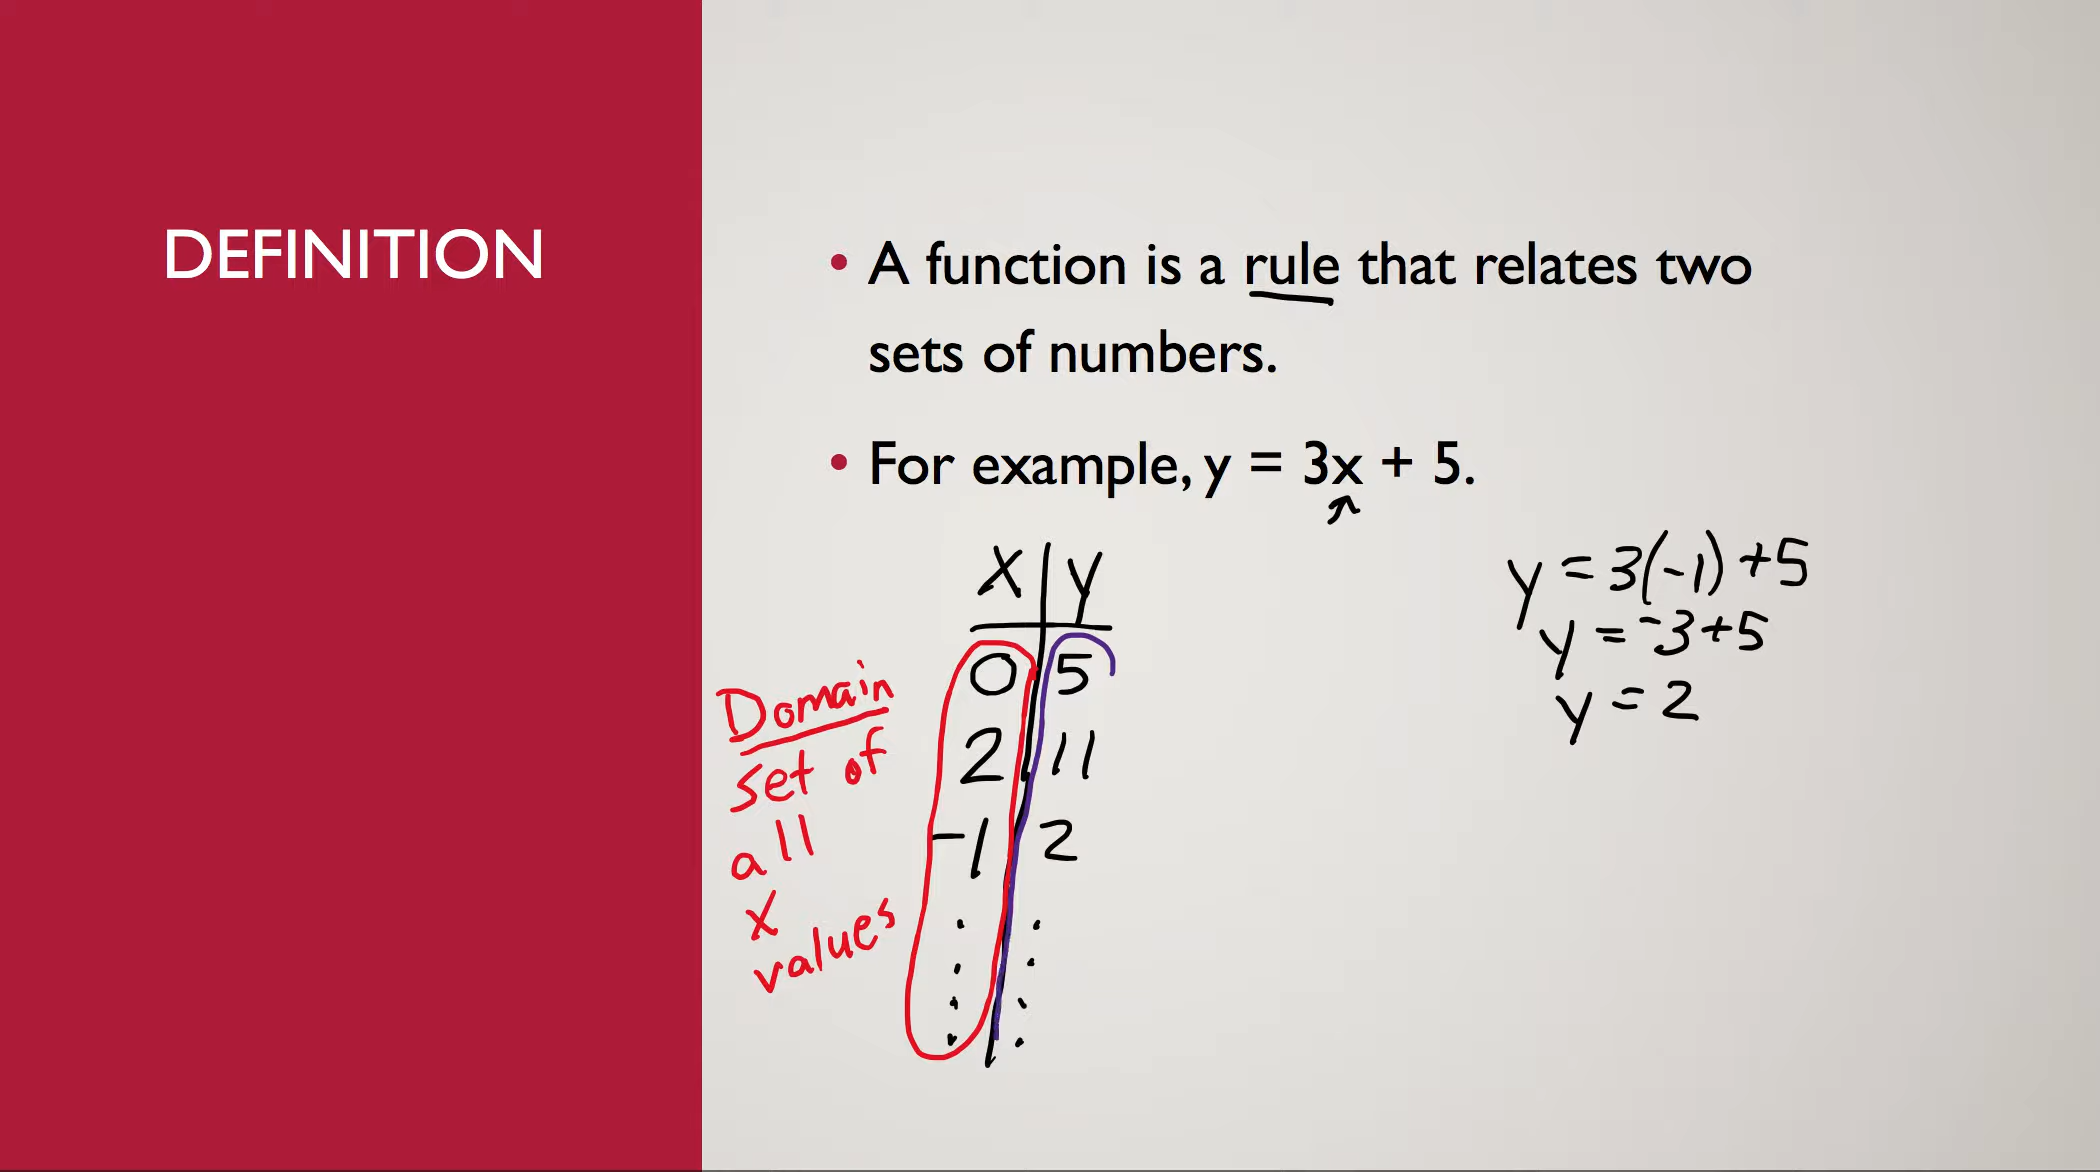 DEFINITION
• A function is a rule that relates two
sets of numbers.
• For example, y = 3x + 5.
x y
0 5
2 11
-1 2
Domain
set of
all
x
values
y = 3(-1) +5
y = -3+5
y = 2